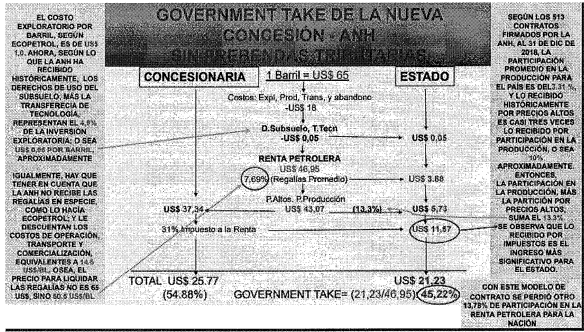 EL COSTO
EXPLORATORIO POR
BARRIL, SEGÚN
ECOPETROL, ES DE US$
1,0. AHORA, SEGÚN LO
QUE LA ANH HA
RECIBIDO
HISTÓRICAMENTE, LOS
DERECHOS DE USO DEL
SUBSUELO, MÁS LA
TRANSFERECIA DE
TECNOLOGÍA,
REPRESENTAN EL
DE LA INVERSIÓN
EXPLORATORIA; O SEA
US$ 0,05 POR BARRIL,
APROXIMADAMENTE
IGUALMENTE, HAY QUE
TENER EN CUENTA QUE
LA ANH NO RECIBE LAS
REGALÍAS EN ESPECIE,
COMO LO HACÍA
ECOPETROL; Y LE
DESCUENTAN LOS
COSTOS DE OPERACIÓN,
TRANSPORTE Y
COMERCIALIZACIÓN,
EQUIVALENTES A
US$/BL. OSEA, EL
PRECIO PARA LIQUIDAR
LAS REGALÍAS NO ES 65
US$, SINO US$/BL
GOVERNMENT TAKE DE LA NUEVA
CONCESIÓN - ANH
SIN PREBENDAS TRIBUTARIAS
CONCESIONARIA
1 Barril = US$ 65
ESTADO
Costos: Expl, Prod, Trans, y abandono
-US$ 18
D.Subsuelo, T.Tecn
-US$ 0,05
US$ 0,05
RENTA PETROLERA
US$ 46,95
7,69% (Regalías Promedio)
US$ 3.88
P.Altos. P.Producción
US$ 37,34
US$ 43,07
(13,3%)
US$ 5,73
31% Impuesto a la Renta
US$ 11,57
TOTAL US$ 25.77
(54.88%)
21,23
GOVERNMENT TAKE= (21,23/46,95) 45,22%
SEGÚN LOS 513
CONTRATOS
FIRMADOS POR LA
ANH, AL 31 DE DIC DE
2018, LA
PARTICIPACIÓN
PROMEDIO EN LA
PRODUCCIÓN PARA
EL PAÍS ES DEL 3.31 %,
Y LO RECIBIDO
HISTÓRICAMENTE
POR PRECIOS ALTOS
ES CASI TRES VECES
LO RECIBIDO POR
PARTICIPACIÓN EN LA
PRODUCCIÓN, O SEA
10%
APROXIMADAMENTE.
ENTONCES,
LA PARTICIPACIÓN EN
LA PRODUCCIÓN, MÁS
LA PARTICIÓN POR
PRECIOS ALTOS,
SUMA EL 13.3%
SE OBSERVA QUE LO
RECIBIDO POR
IMPUESTOS ES EL
INGRESO MÁS
SIGNIFICATIVO PARA
EL ESTADO.
CON ESTE MODELO DE
CONTRATO SE PERDIÓ OTRO
13,78% DE PARTICIPACIÓN EN LA
RENTA PETROLERA PARA LA
NACIÓN